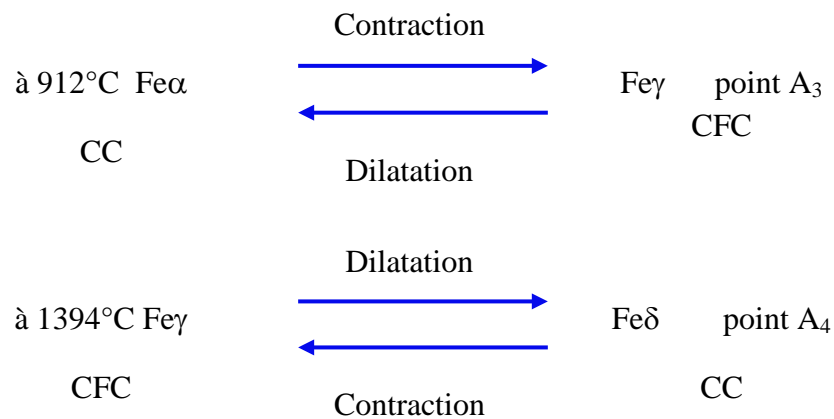 Contraction
à 912°C Feα Feγ point A₃
CC CFC
Dilatation
Dilatation
à 1394°C Feγ Feδ point A₄
CFC CC
Contraction